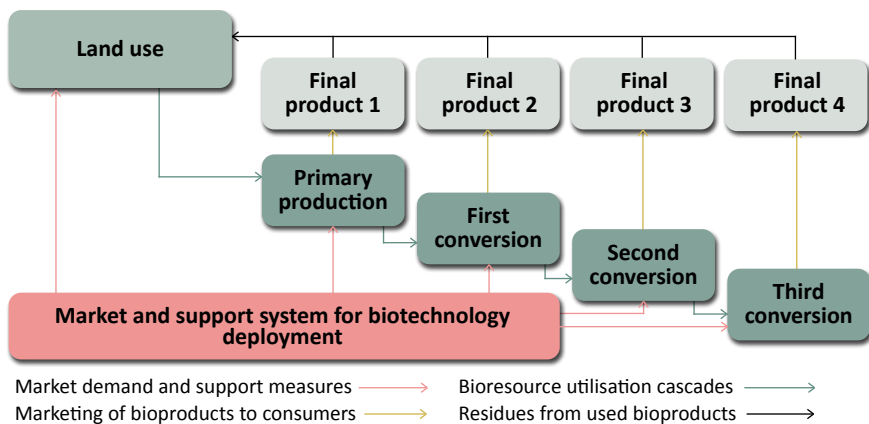 Land use
Final
product 1
Final
product 2
Final
product 3
Final
product 4
Primary
production
First
conversion
Second
conversion
Third
conversion
Market and support system for biotechnology
deployment
Market demand and support measures
Bioresource utilisation cascades
Marketing of bioproducts to consumers
Residues from used bioproducts